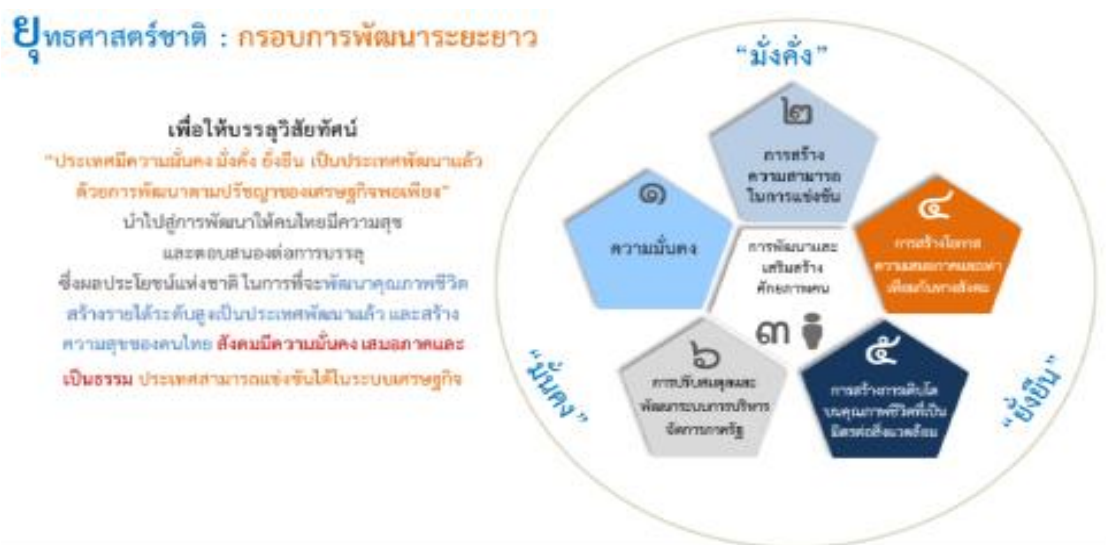 ยุทธศาสตร์ชาติ : กรอบการพัฒนาระยะยาว
เพื่อให้บรรลุวิสัยทัศน์
“ประเทศมีความมั่นคง มั่งคั่ง ยั่งยืน เป็นประเทศพัฒนาแล้ว
ด้วยการพัฒนาตามปรัชญาของเศรษฐกิจพอเพียง”
นำไปสู่การพัฒนาให้คนไทยมีความสุข
และตอบสนองต่อการบรรลุ
ซึ่งผลประโยชน์แห่งชาติ ในการที่จะพัฒนาคุณภาพชีวิต
สร้างรายได้ระดับสูงเป็นประเทศพัฒนาแล้ว และสร้าง
ความสุขของคนไทย สังคมมีความมั่นคง เสมอภาคและ
เป็นธรรม ประเทศสามารถแข่งขันได้ในระบบเศรษฐกิจ
“มั่งคั่ง”
๒
การสร้าง
ความสามารถ
ในการแข่งขัน
๑
ความมั่นคง
๔
การสร้างโอกาส
ความเสมอภาคและเท่า
เทียมกันทางสังคม
การพัฒนาและ
เสริมสร้าง
ศักยภาพคน
๓
๖
การปรับสมดุลและ
พัฒนาระบบการบริหาร
จัดการภาครัฐ
๕
การสร้างการเติบโต
บนคุณภาพชีวิตที่เป็น
มิตรต่อสิ่งแวดล้อม
“มั่นคง”
“ยั่งยืน”